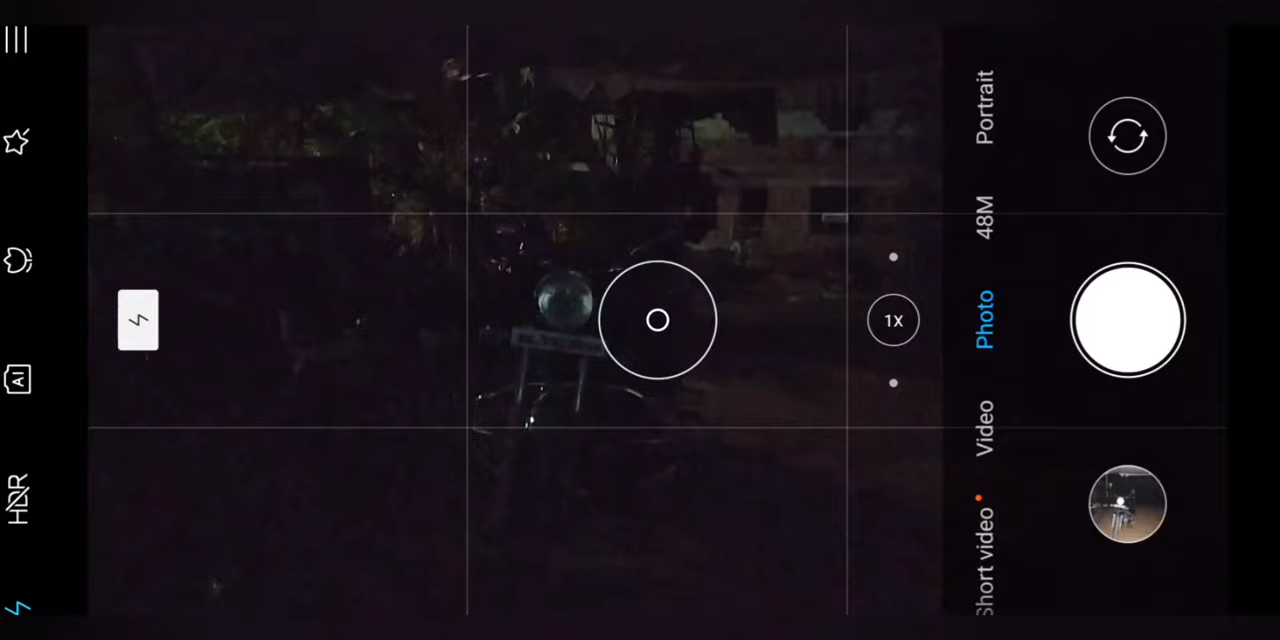 HDR
AI
1X
Short video
Video
Photo
48M
Portrait